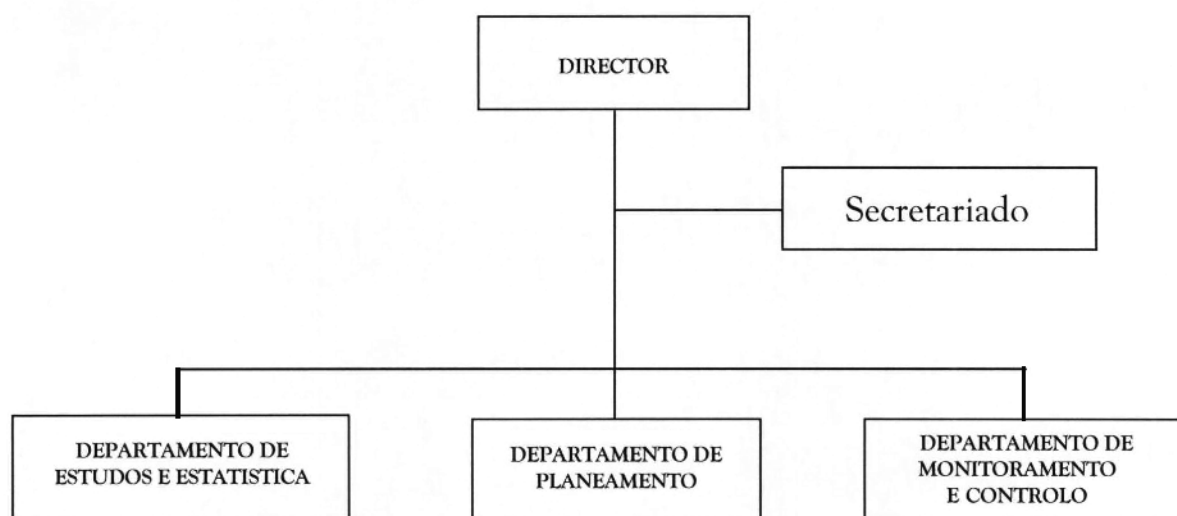 DIRECTOR
Secretariado
DEPARTAMENTO DE
ESTUDOS E ESTATISTICA
DEPARTAMENTO DE
PLANEAMENTO
DEPARTAMENTO DE
MONITORAMENTO
E CONTROLO